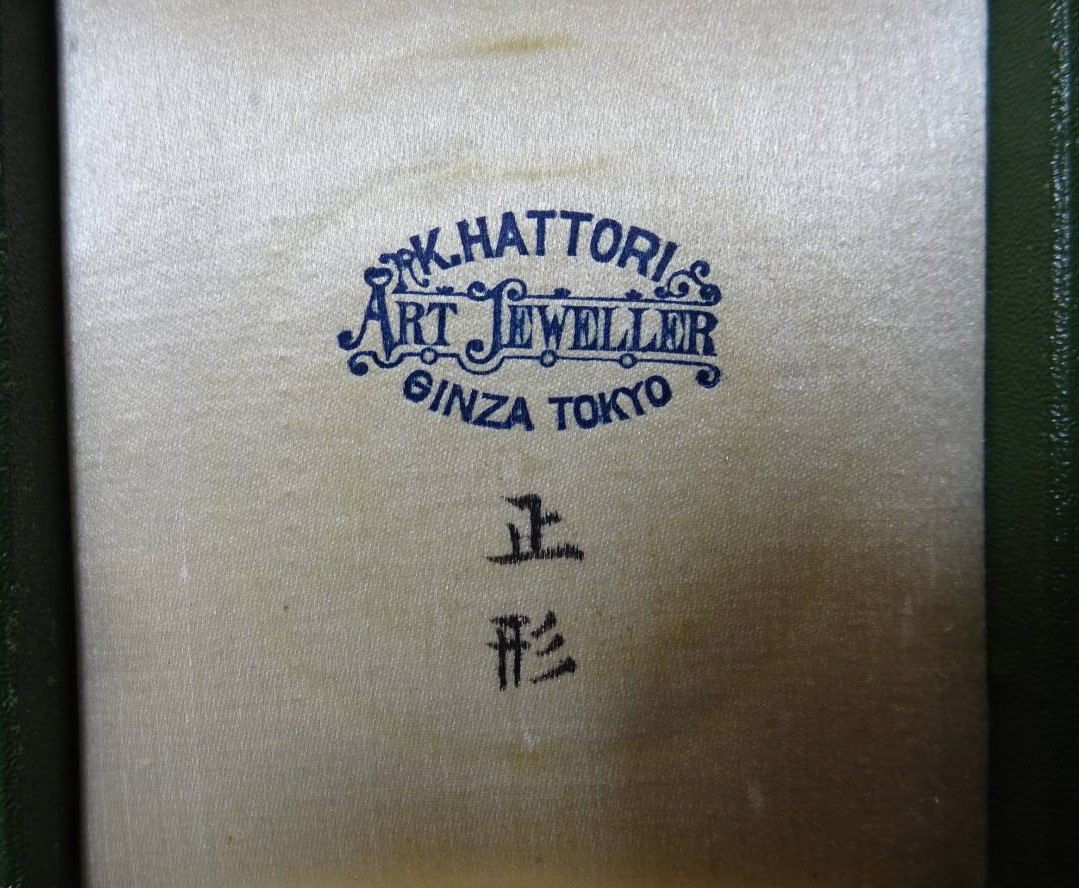 K.HATTORI
ART JEWELLER
GINZA TOKYO
正
形